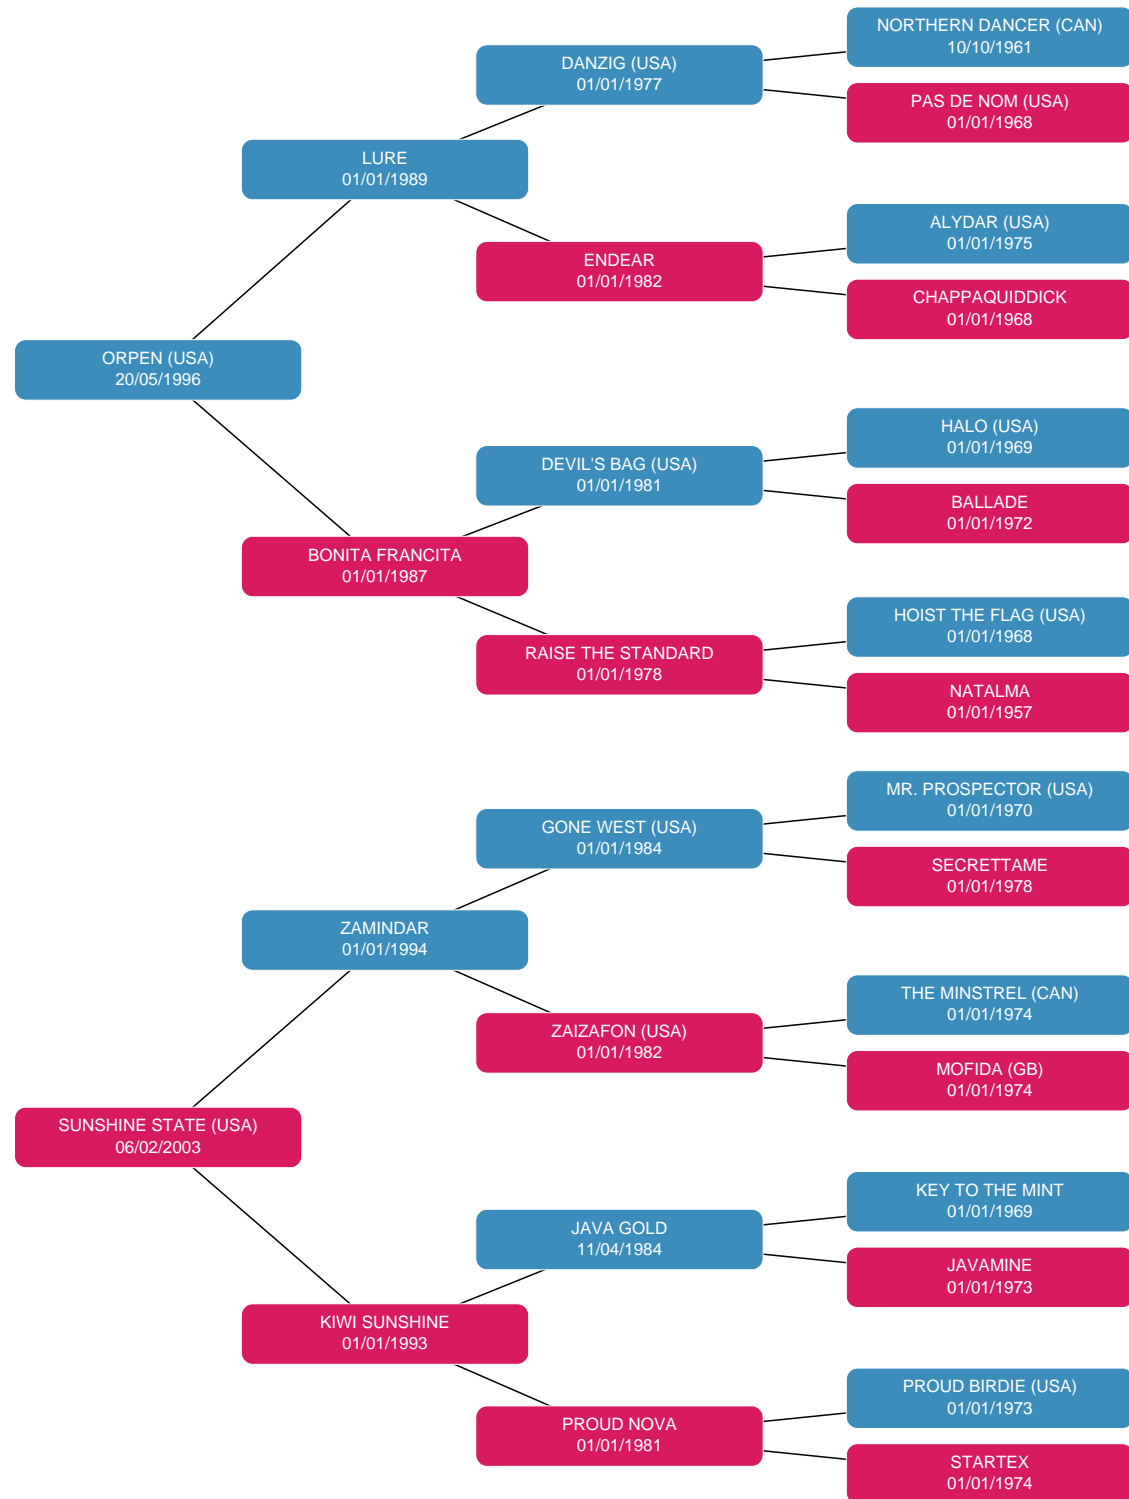 NORTHERN DANCER (CAN)
10/10/1961
DANZIG (USA)
01/01/1977
PAS DE NOM (USA)
01/01/1968
LURE
01/01/1989
ALYDAR (USA)
01/01/1975
ENDEAR
01/01/1982
CHAPPAQUIDDICK
01/01/1968
ORPEN (USA)
20/05/1996
HALO (USA)
01/01/1969
DEVIL'S BAG (USA)
01/01/1981
BALLADE
01/01/1972
BONITA FRANCITA
01/01/1987
HOIST THE FLAG (USA)
01/01/1968
RAISE THE STANDARD
01/01/1978
NATALMA
01/01/1957
MR. PROSPECTOR (USA)
01/01/1970
GONE WEST (USA)
01/01/1984
SECRETTAME
01/01/1978
ZAMINDAR
01/01/1994
THE MINSTREL (CAN)
01/01/1974
ZAIZAFON (USA)
01/01/1982
MOFIDA (GB)
01/01/1974
SUNSHINE STATE (USA)
06/02/2003
KEY TO THE MINT
01/01/1969
JAVA GOLD
11/04/1984
JAVAMINE
01/01/1973
KIWI SUNSHINE
01/01/1993
PROUD BIRDIE (USA)
01/01/1973
PROUD NOVA
01/01/1981
STARTEX
01/01/1974